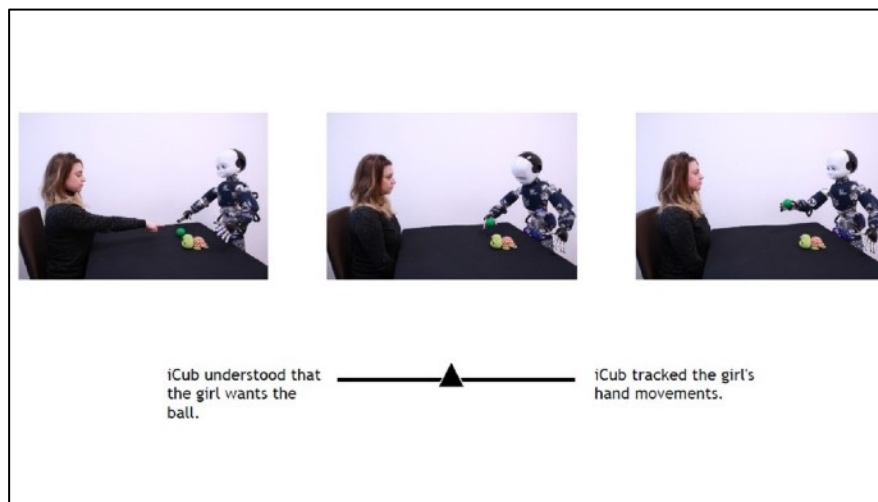 iCub understood that
the girl wants the
ball.
iCub tracked the girl's
hand movements.